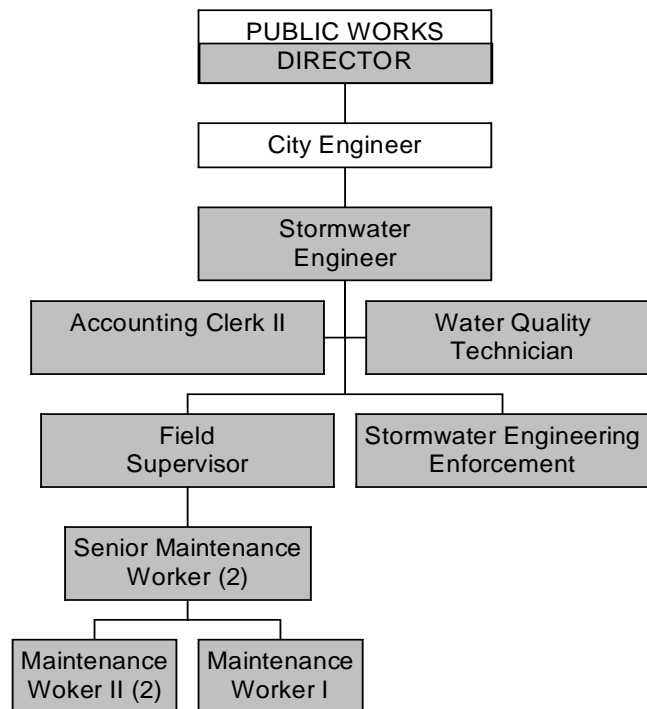 PUBLIC WORKS
DIRECTOR
City Engineer
Stormwater
Engineer
Accounting Clerk II
Water Quality
Technician
Field
Supervisor
Stormwater Engineering
Enforcement
Senior Maintenance
Worker (2)
Maintenance
Woker II (2)
Maintenance
Worker I